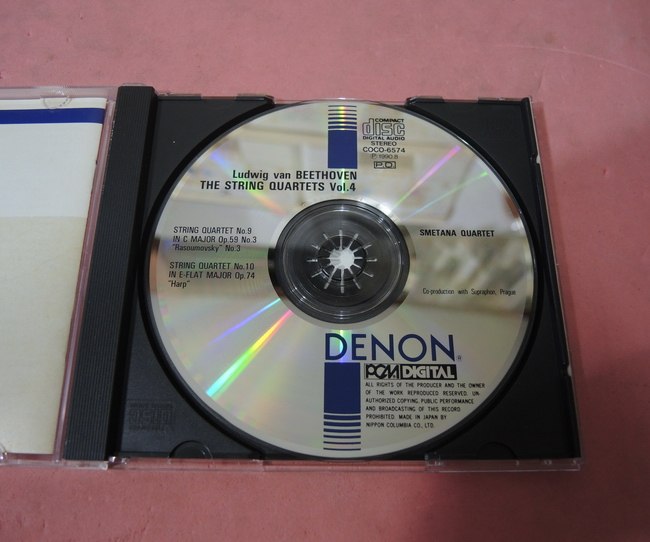 COMPACT
disc
DIGITAL AUDIO
STEREO
COCO-6574
℗ 1990.8
Ludwig van BEETHOVEN
THE STRING QUARTETS Vol.4
STRING QUARTET No.9
IN C MAJOR Op.59 No.3
"Rasoumovsky" No.3
SMETANA QUARTET
STRING QUARTET No.10
IN E-FLAT MAJOR Op.74
"Harp"
Co-production with Supraphon, Prague
DENON
PCM DIGITAL
ALL RIGHTS OF THE PRODUCER AND THE OWNER
OF THE WORK REPRODUCED RESERVED. UN-
AUTHORIZED COPYING, PUBLIC PERFORMANCE
AND BROADCASTING OF THIS RECORD
PROHIBITED. MADE IN JAPAN BY
NIPPON COLUMBIA CO., LTD.